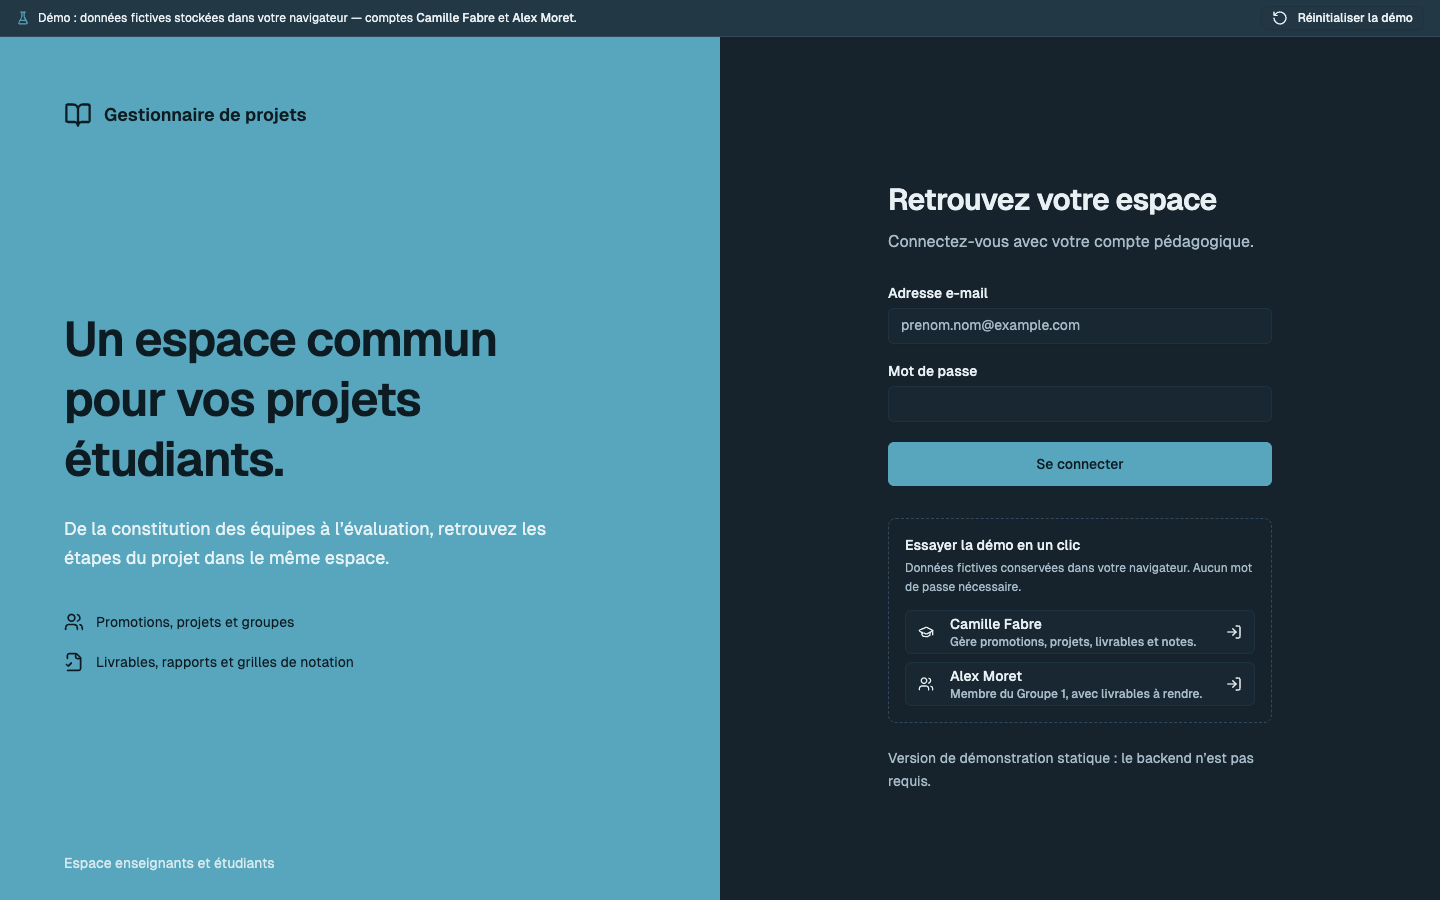 Démo : données fictives stockées dans votre navigateur — comptes Camille Fabre et Alex Moret.
Réinitialiser la démo
Gestionnaire de projets
Un espace commun
pour vos projets
étudiants.
De la constitution des équipes à l’évaluation, retrouvez les
étapes du projet dans le même espace.
Promotions, projets et groupes
Livrables, rapports et grilles de notation
Espace enseignants et étudiants
Retrouvez votre espace
Connectez-vous avec votre compte pédagogique.
Adresse e-mail
prenom.nom@example.com
Mot de passe
Se connecter
Essayer la démo en un clic
Données fictives conservées dans votre navigateur. Aucun mot
de passe nécessaire.
Camille Fabre
Gère promotions, projets, livrables et notes.
Alex Moret
Membre du Groupe 1, avec livrables à rendre.
Version de démonstration statique : le backend n’est pas
requis.